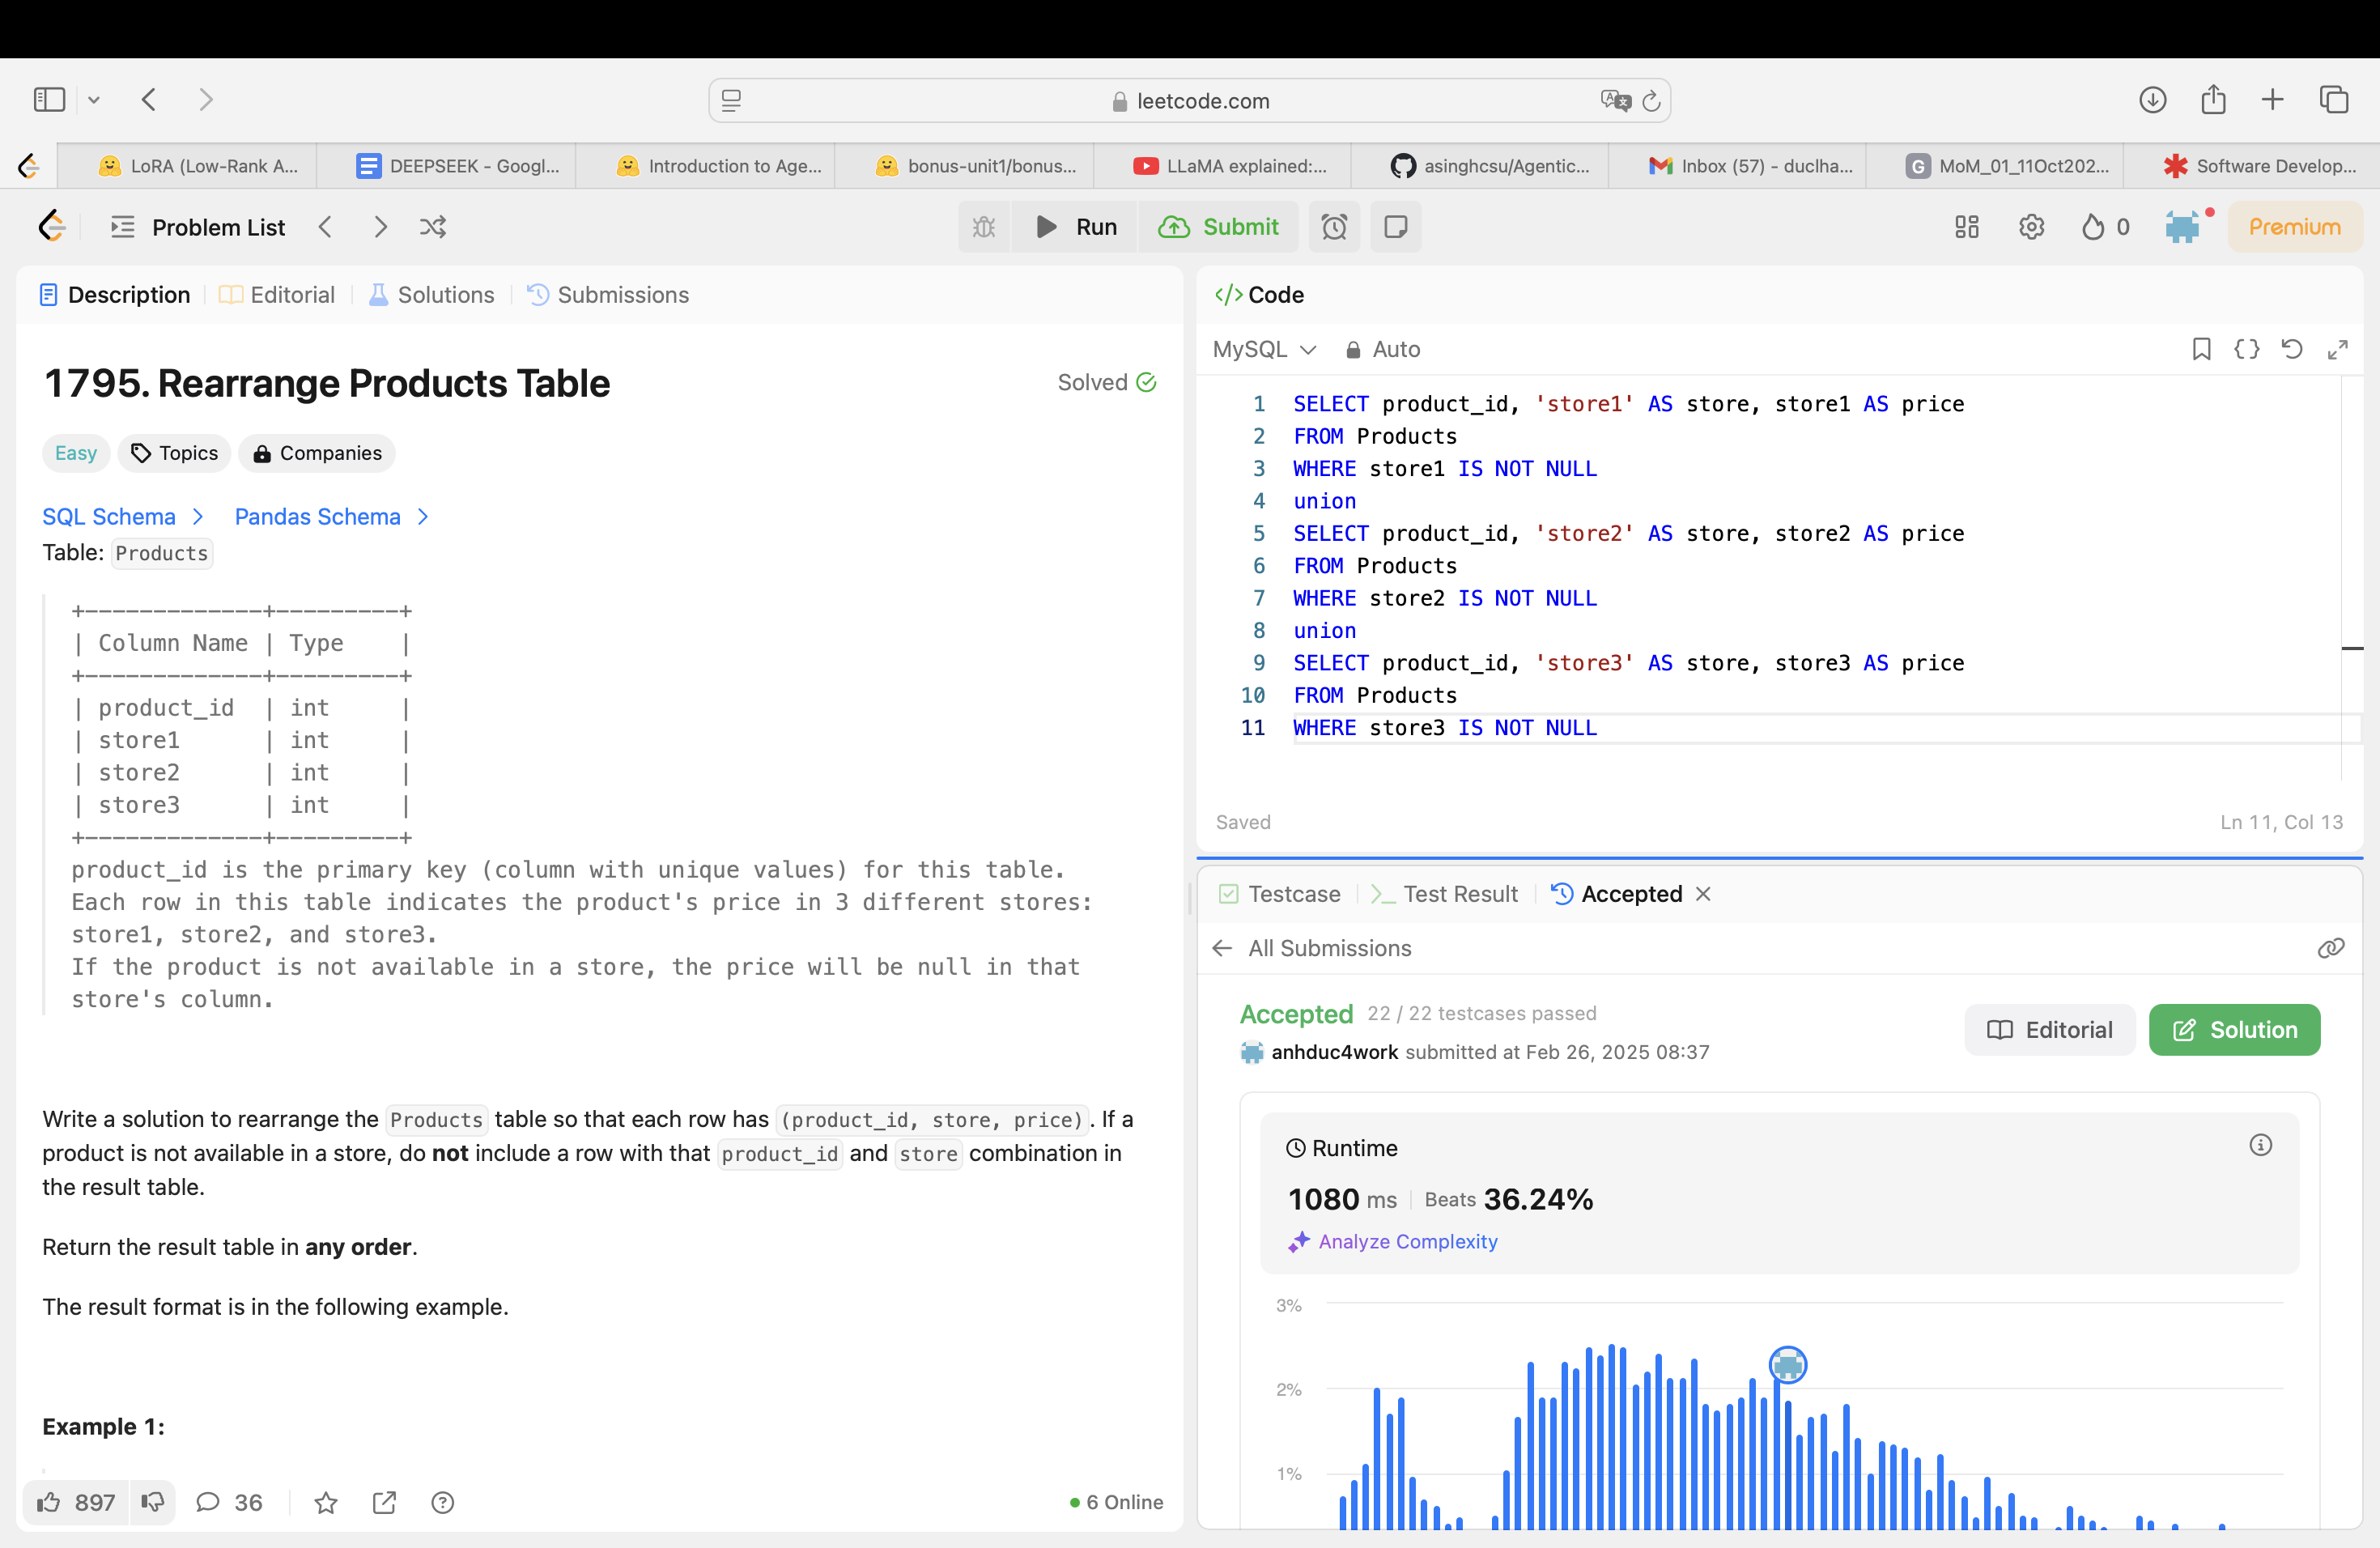 leetcode.com
LoRA (Low-Rank A...
DEEPSEEK - Googl...
Introduction to Age...
bonus-unit1/bonus...
LLaMA explained:...
asinghcsu/Agentic...
Inbox (57) - duclha...
G MoM_01_11Oct202...
Software Develop...
Problem List
Run
Submit
0
Premium
Description
Editorial
Solutions
Submissions
1795. Rearrange Products Table
Solved
Easy
Topics
Companies
SQL Schema
Pandas Schema
Table: Products
+-------------+---------+
| Column Name | Type    |
+-------------+---------+
| product_id  | int     |
| store1      | int     |
| store2      | int     |
| store3      | int     |
+-------------+---------+
product_id is the primary key (column with unique values) for this table.
Each row in this table indicates the product's price in 3 different stores:
store1, store2, and store3.
If the product is not available in a store, the price will be null in that
store's column.
Write a solution to rearrange the Products table so that each row has (product_id, store, price). If a
product is not available in a store, do not include a row with that product_id and store combination in
the result table.
Return the result table in any order.
The result format is in the following example.
Example 1:
897
36
6 Online
</> Code
MySQL
Auto
1 SELECT product_id, 'store1' AS store, store1 AS price
2 FROM Products
3 WHERE store1 IS NOT NULL
4 union
5 SELECT product_id, 'store2' AS store, store2 AS price
6 FROM Products
7 WHERE store2 IS NOT NULL
8 union
9 SELECT product_id, 'store3' AS store, store3 AS price
10 FROM Products
11 WHERE store3 IS NOT NULL
Saved
Ln 11, Col 13
Testcase
Test Result
Accepted
All Submissions
Accepted 22 / 22 testcases passed
anhduc4work submitted at Feb 26, 2025 08:37
Editorial
Solution
Runtime
1080 ms Beats 36.24%
Analyze Complexity
3%
2%
1%